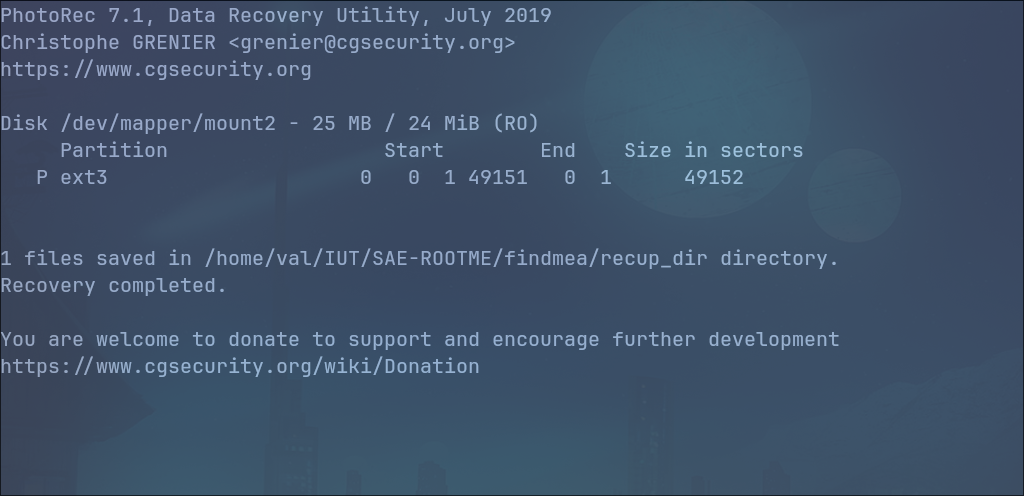 PhotoRec 7.1, Data Recovery Utility, July 2019
Christophe GRENIER <grenier@cgsecurity.org>
https://www.cgsecurity.org
Disk /dev/mapper/mount2 - 25 MB / 24 MiB (RO)
Partition Start End Size in sectors
P ext3 0 0 1 49151 0 1 49152
1 files saved in /home/val/IUT/SAE-ROOTME/findmea/recup_dir directory.
Recovery completed.
You are welcome to donate to support and encourage further development
https://www.cgsecurity.org/wiki/Donation